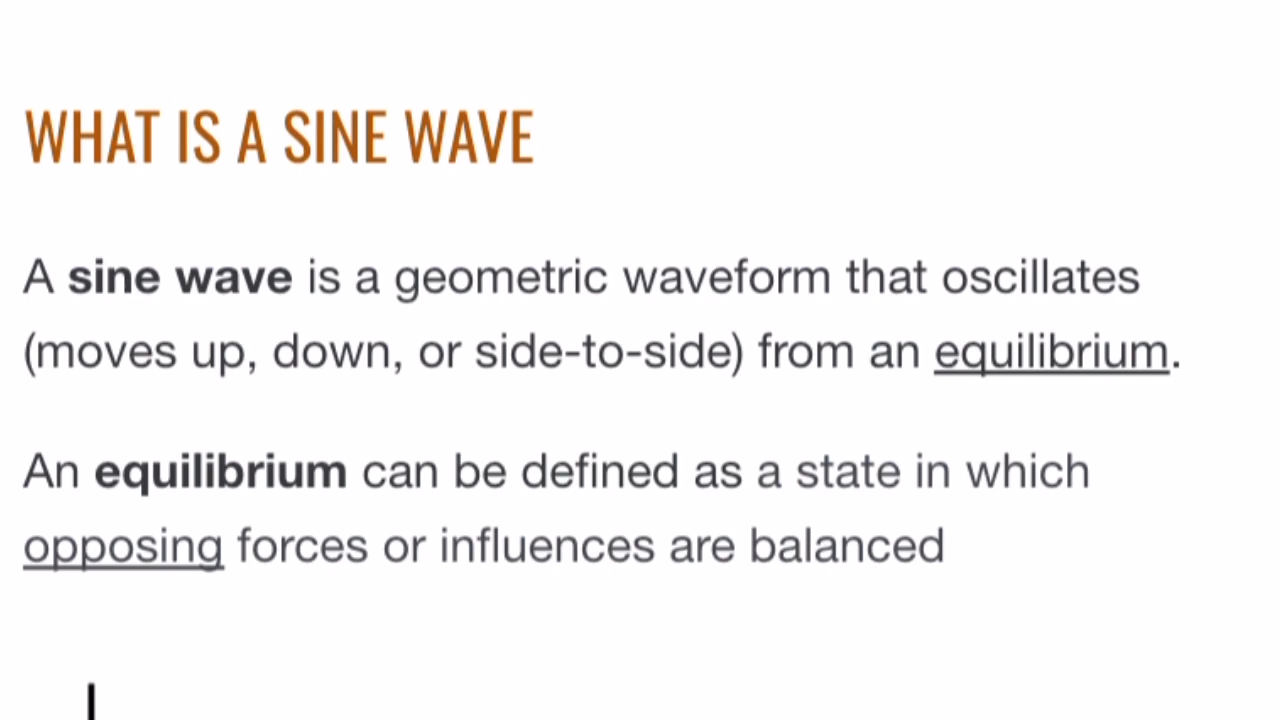 WHAT IS A SINE WAVE
A sine wave is a geometric waveform that oscillates
(moves up, down, or side-to-side) from an equilibrium.
An equilibrium can be defined as a state in which
opposing forces or influences are balanced